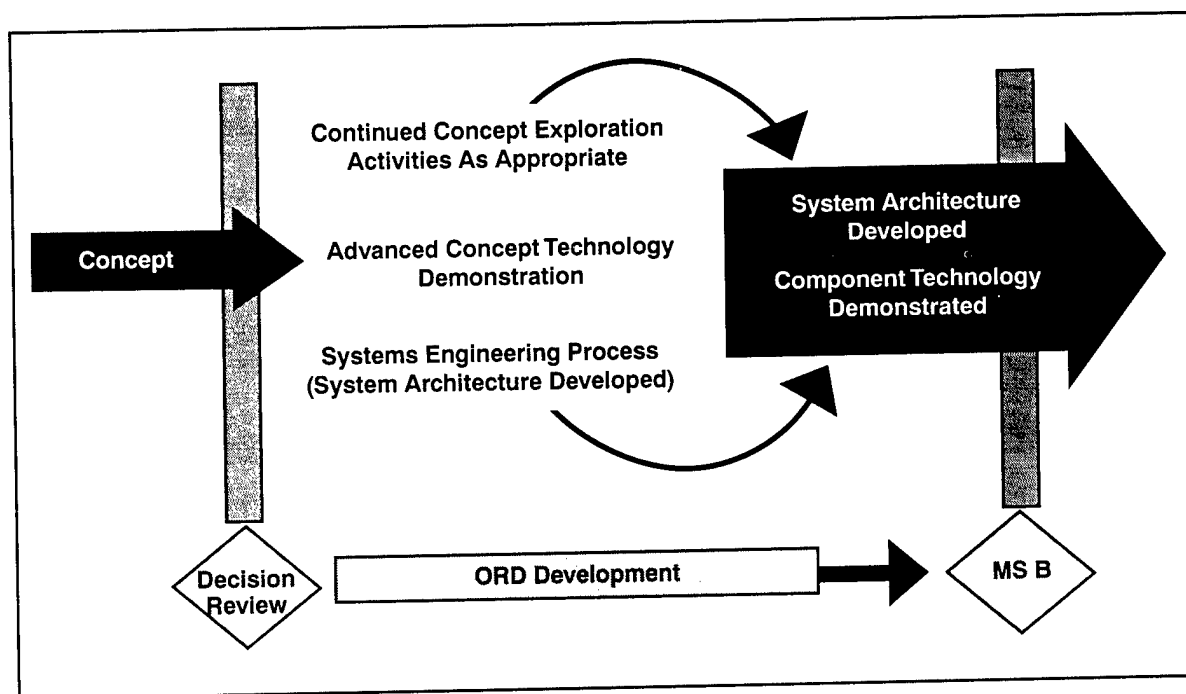 Continued Concept Exploration
Activities As Appropriate
Concept
Advanced Concept Technology
Demonstration
Systems Engineering Process
(System Architecture Developed)
System Architecture
Developed
Component Technology
Demonstrated
Decision
Review
ORD Development
MS B